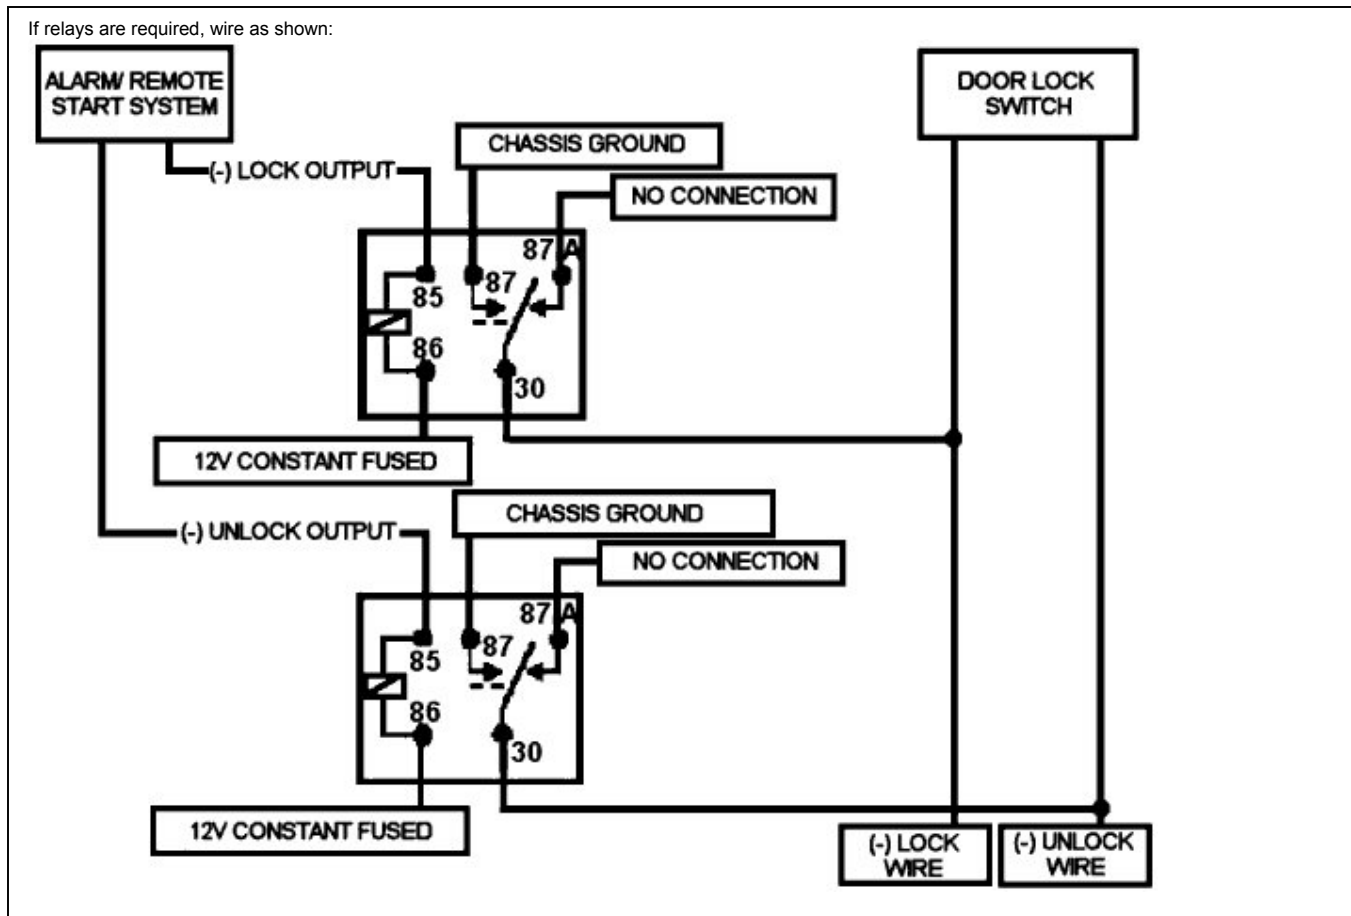 If relays are required, wire as shown:
ALARM/ REMOTE
START SYSTEM
DOOR LOCK
SWITCH
CHASSIS GROUND
(-) LOCK OUTPUT
NO CONNECTION
87 A
87
85
86
30
12V CONSTANT FUSED
CHASSIS GROUND
(-) UNLOCK OUTPUT
NO CONNECTION
87 A
87
85
86
30
12V CONSTANT FUSED
(-) LOCK
WIRE
(-) UNLOCK
WIRE